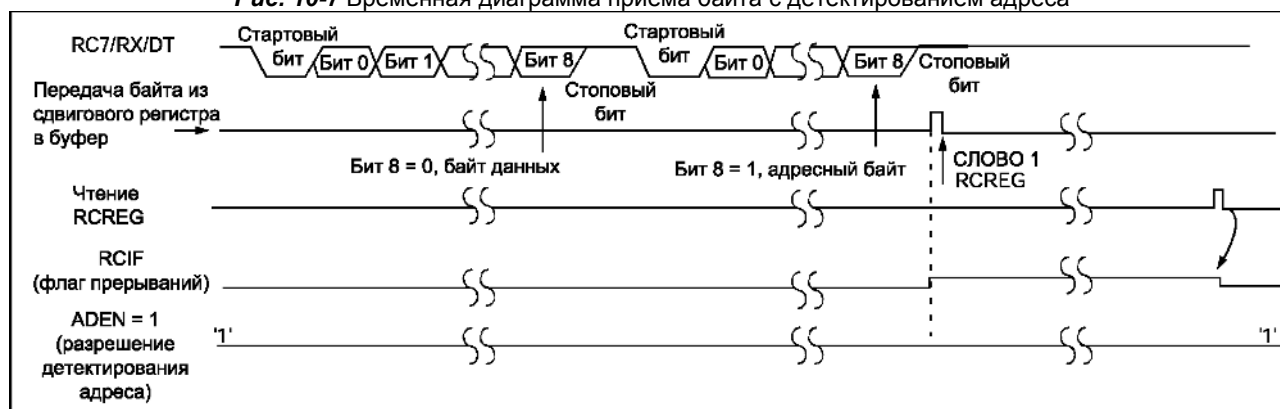 Рис. 10-7 Временная диаграмма приема байта с детектированием адреса
RC7/RX/DT
Стартовый
бит
Бит 0
Бит 1
Бит 8
Стоповый
бит
Стартовый
бит
Бит 0
Бит 8
Стоповый
бит
Передача байта из
сдвигового регистра
в буфер
Бит 8 = 0, байт данных
Бит 8 = 1, адресный байт
СЛОВО 1
RCREG
Чтение
RCREG
RCIF
(флаг прерываний)
ADEN = 1
(разрешение
детектирования
адреса)
'1'
'1'